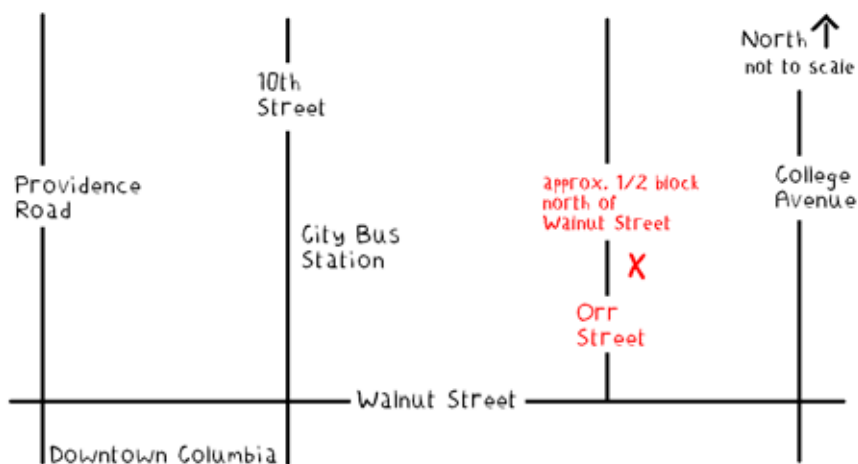 North
not to scale
10th
Street
Providence
Road
approx. 1/2 block
north of
Walnut Street
College
Avenue
City Bus
Station
X
Orr
Street
Walnut Street
Downtown Columbia